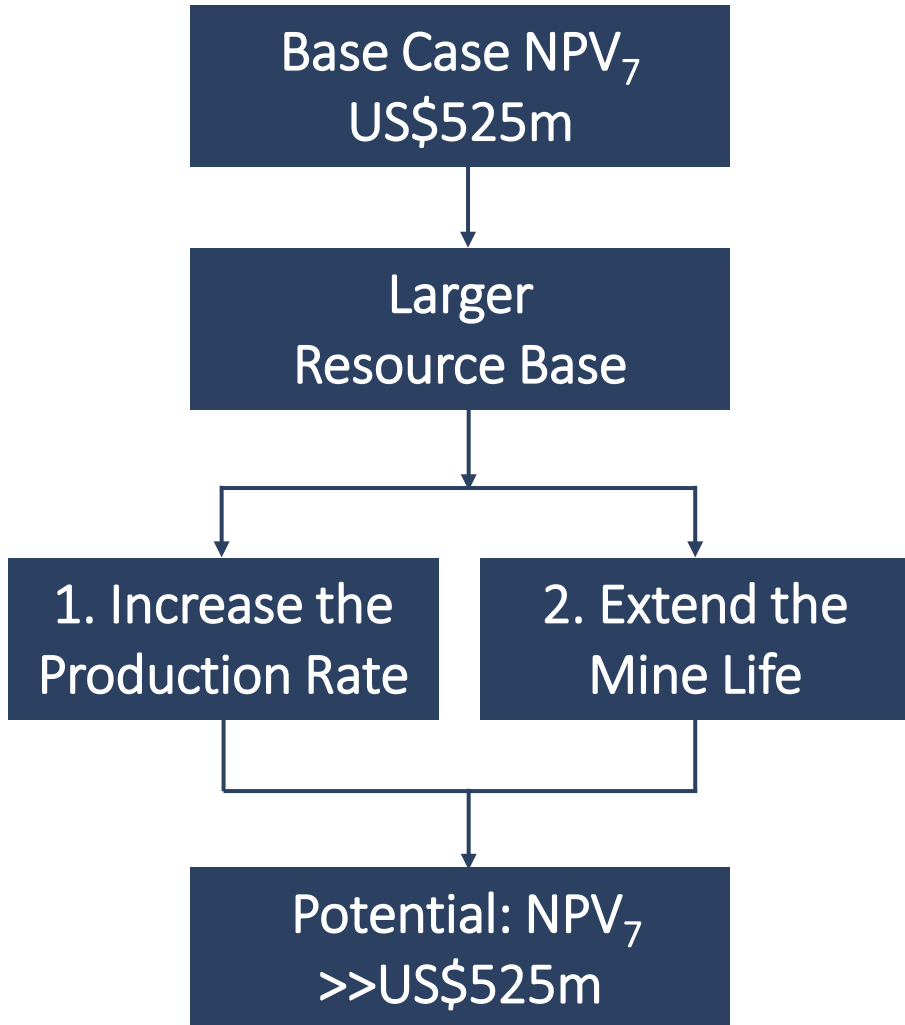 Base Case NPV₇
US$525m
Larger
Resource Base
1. Increase the
Production Rate
2. Extend the
Mine Life
Potential: NPV₇
>>US$525m